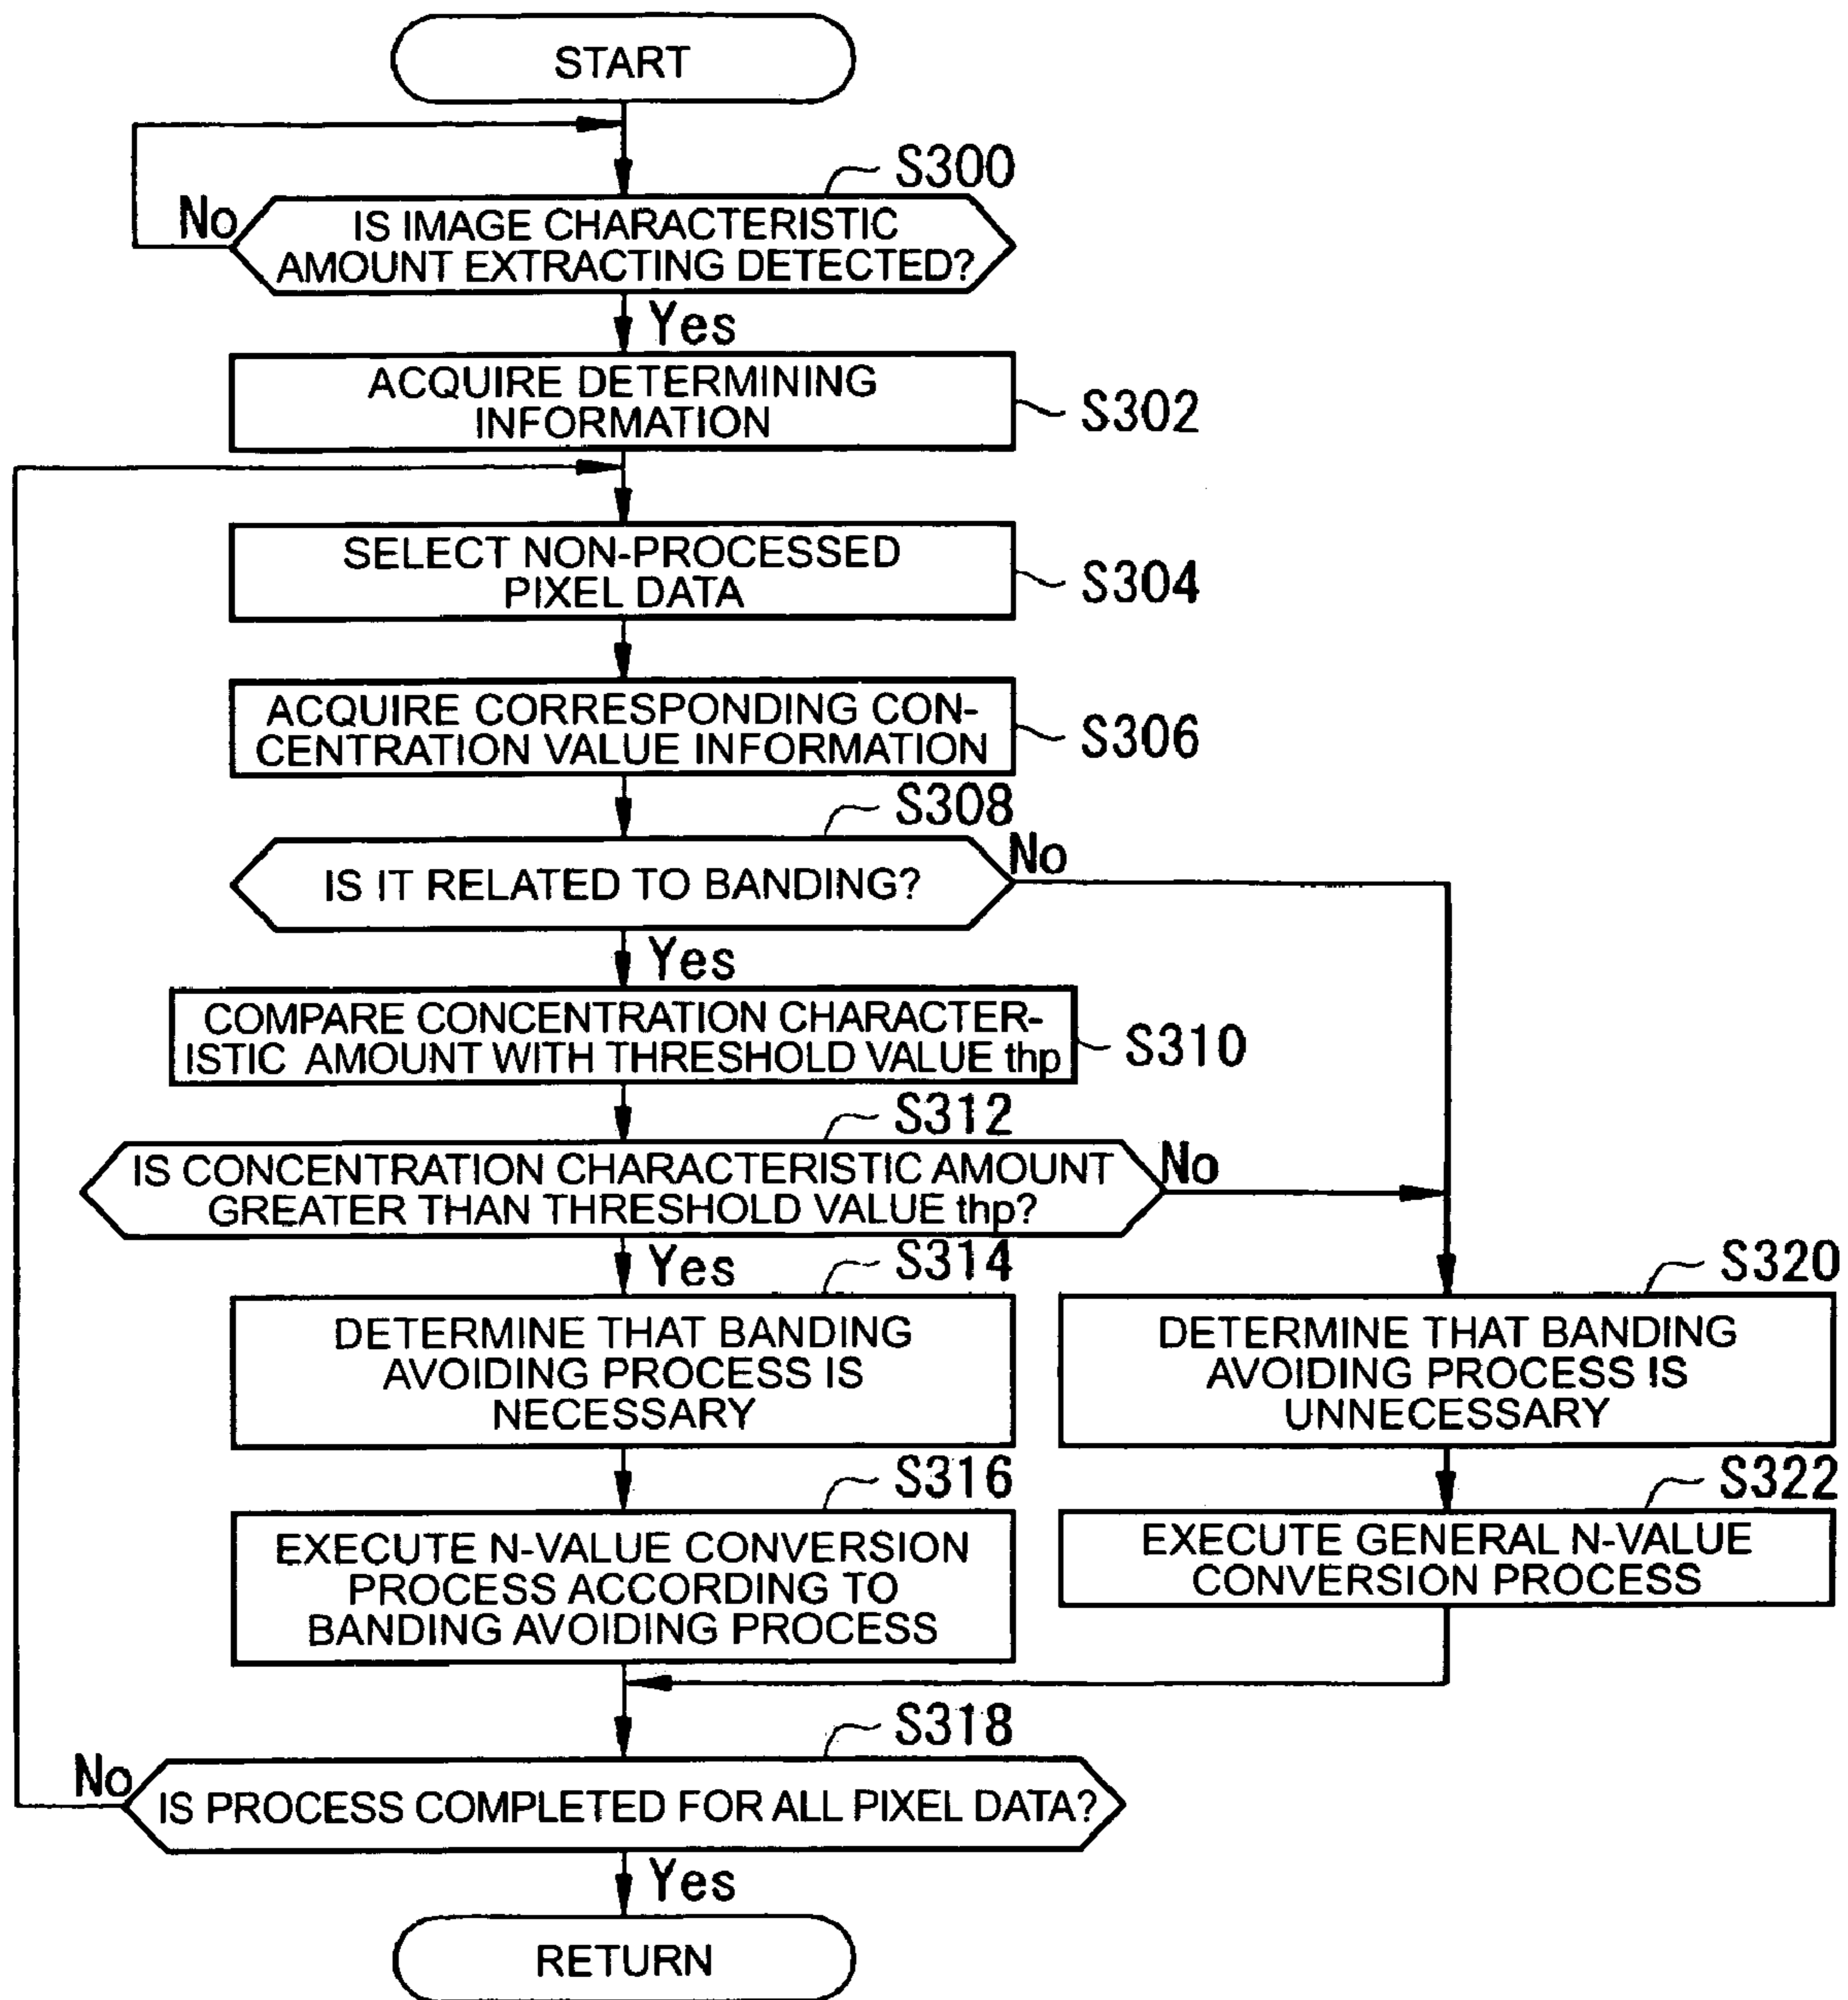 START
S300
No
IS IMAGE CHARACTERISTIC
AMOUNT EXTRACTING DETECTED?
Yes
ACQUIRE DETERMINING
INFORMATION
S302
SELECT NON-PROCESSED
PIXEL DATA
S304
ACQUIRE CORRESPONDING CON-
CENTRATION VALUE INFORMATION
S306
S308
IS IT RELATED TO BANDING?
No
Yes
COMPARE CONCENTRATION CHARACTER-
ISTIC AMOUNT WITH THRESHOLD VALUE thp
S310
S312
IS CONCENTRATION CHARACTERISTIC AMOUNT
GREATER THAN THRESHOLD VALUE thp?
No
Yes
S314
DETERMINE THAT BANDING
AVOIDING PROCESS IS
NECESSARY
S320
DETERMINE THAT BANDING
AVOIDING PROCESS IS
UNNECESSARY
S316
EXECUTE N-VALUE CONVERSION
PROCESS ACCORDING TO
BANDING AVOIDING PROCESS
S322
EXECUTE GENERAL N-VALUE
CONVERSION PROCESS
S318
No
IS PROCESS COMPLETED FOR ALL PIXEL DATA?
Yes
RETURN